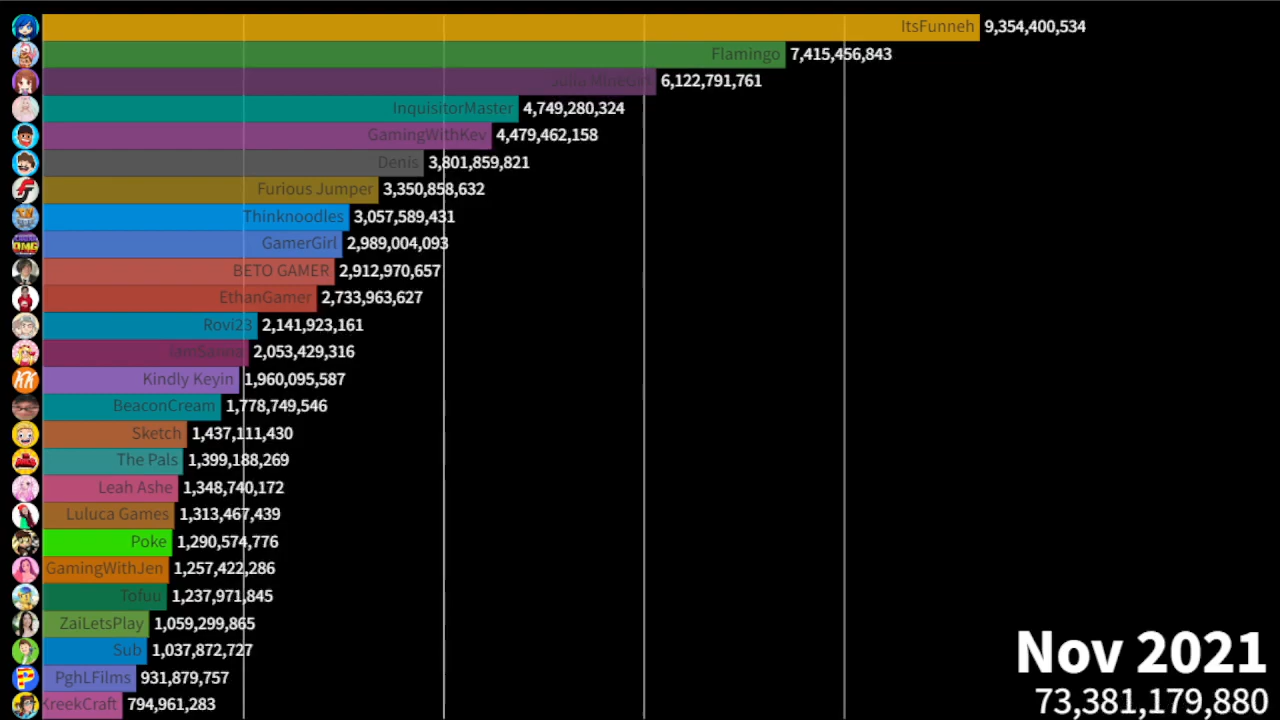 ItsFunneh 9,354,400,534
Flamingo 7,415,456,843
Julia MineGirl 6,122,791,761
InquisitorMaster 4,749,280,324
GamingWithKev 4,479,462,158
Denis 3,801,859,821
Furious Jumper 3,350,858,632
Thinknoodles 3,057,589,431
GamerGirl 2,989,004,093
BETO GAMER 2,912,970,657
EthanGamer 2,733,963,627
Rovi23 2,141,923,161
IamSanna 2,053,429,316
Kindly Keyin 1,960,095,587
BeaconCream 1,778,749,546
Sketch 1,437,111,430
The Pals 1,399,188,269
Leah Ashe 1,348,740,172
Luluca Games 1,313,467,439
Poke 1,290,574,776
GamingWithJen 1,257,422,286
Tofuu 1,237,971,845
ZaiLetsPlay 1,059,299,865
Sub 1,037,872,727
PghLFilms 931,879,757
KreekCraft 794,961,283
Nov 2021
73,381,179,880